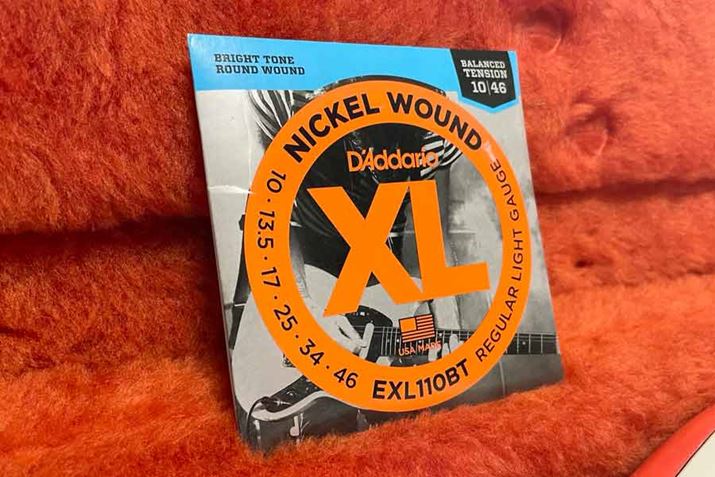 BRIGHT TONE
ROUND WOUND
BALANCED
TENSION
10|46
NICKEL WOUND
D'Addario
XL
USA MADE
10 · 13.5 · 17 · 25 · 34 · 46
EXL110BT
REGULAR LIGHT GAUGE